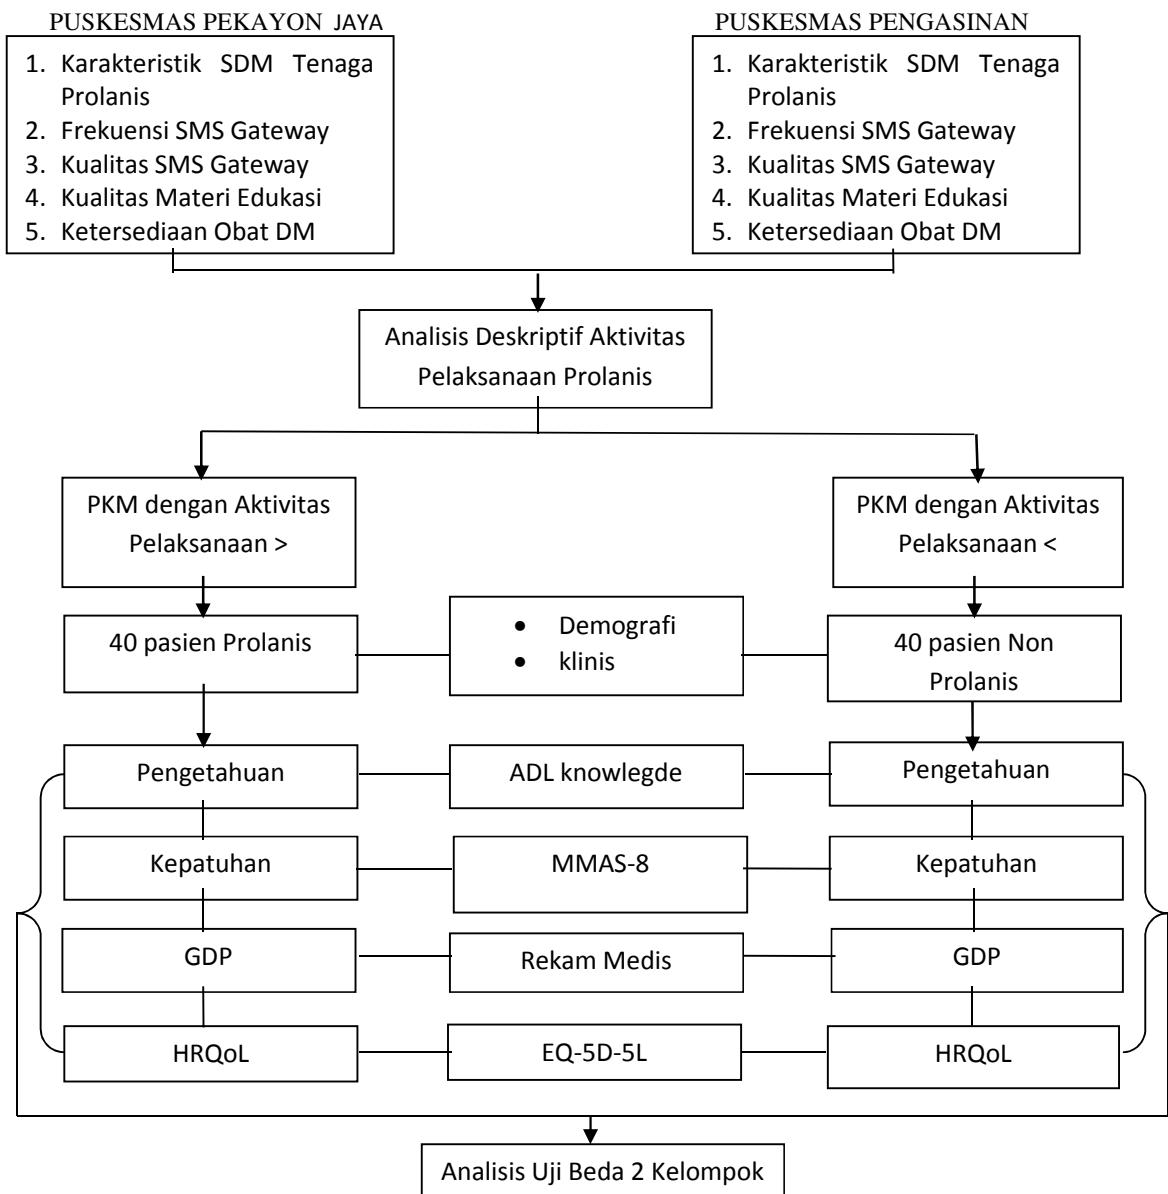 PUSKESMAS PEKAYON JAYA
PUSKESMAS PENGASINAN
1. Karakteristik SDM Tenaga
Prolanis
2. Frekuensi SMS Gateway
3. Kualitas SMS Gateway
4. Kualitas Materi Edukasi
5. Ketersediaan Obat DM
1. Karakteristik SDM Tenaga
Prolanis
2. Frekuensi SMS Gateway
3. Kualitas SMS Gateway
4. Kualitas Materi Edukasi
5. Ketersediaan Obat DM
Analisis Deskriptif Aktivitas
Pelaksanaan Prolanis
PKM dengan Aktivitas
Pelaksanaan >
PKM dengan Aktivitas
Pelaksanaan <
40 pasien Prolanis
• Demografi
• klinis
40 pasien Non
Prolanis
Pengetahuan
ADL knowlegde
Pengetahuan
Kepatuhan
MMAS-8
Kepatuhan
GDP
Rekam Medis
GDP
HRQoL
EQ-5D-5L
HRQoL
Analisis Uji Beda 2 Kelompok